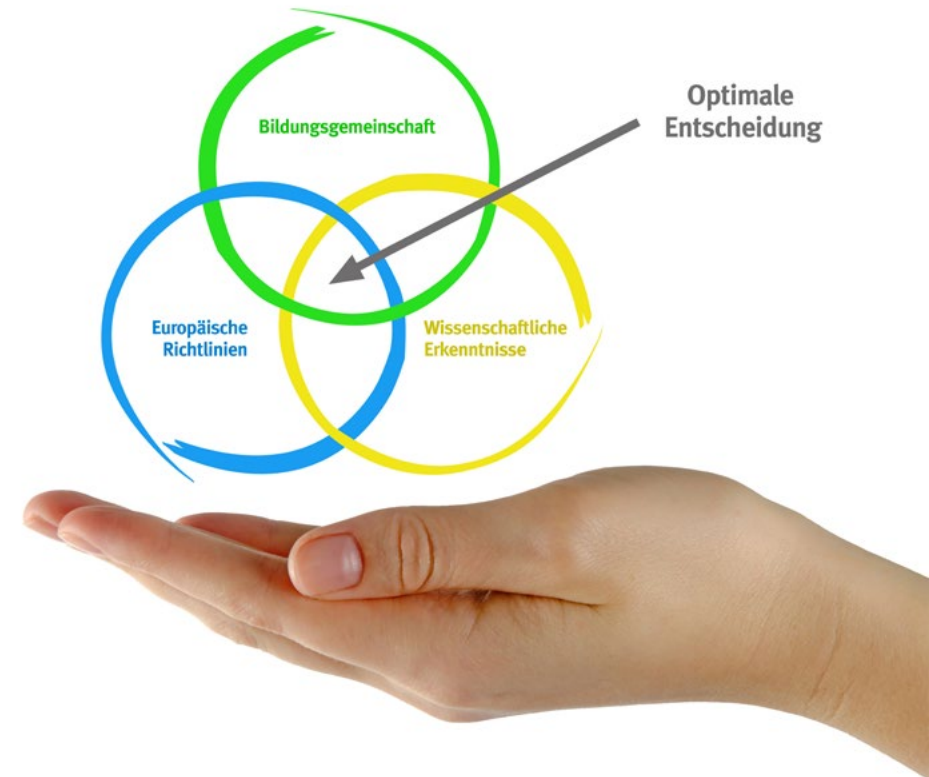 Optimale
Entscheidung
Bildungsgemeinschaft
Europäische
Richtlinien
Wissenschaftliche
Erkenntnisse